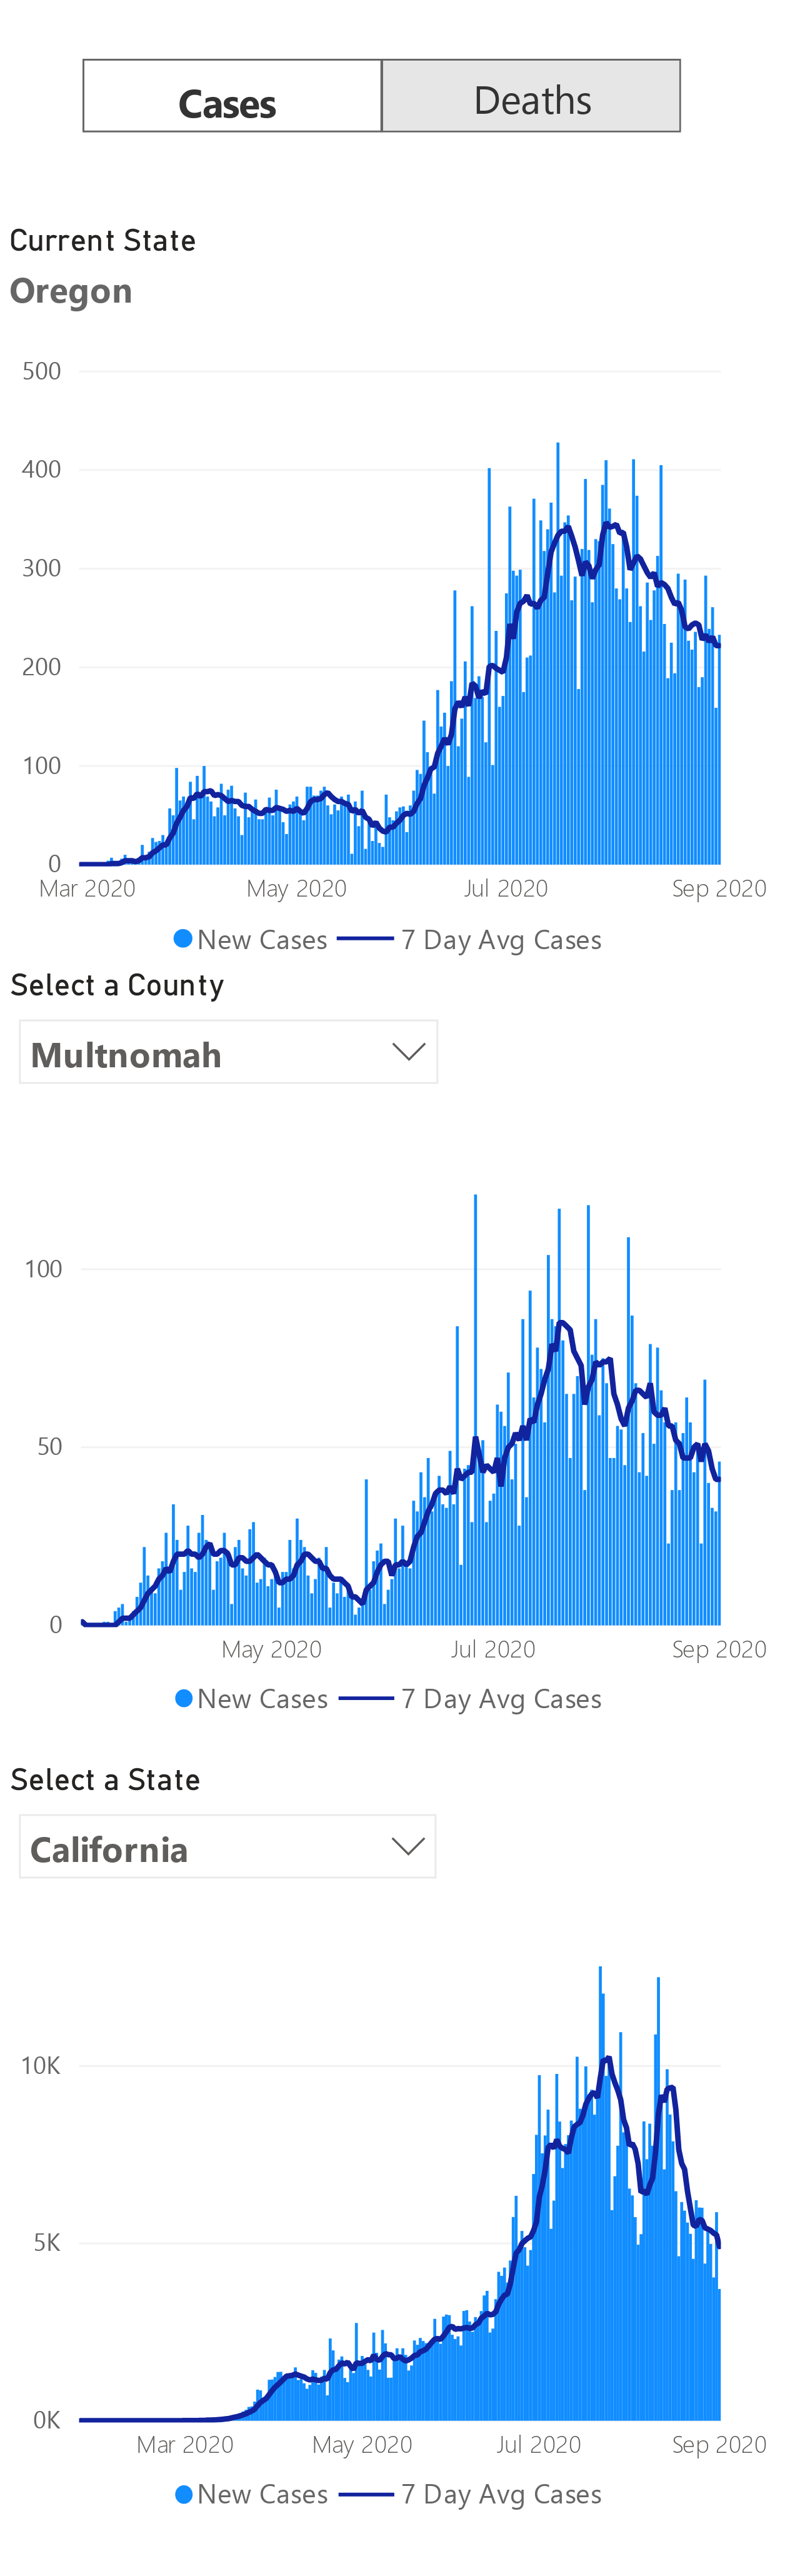 Cases Deaths
Current State
Oregon
500
400
300
200
100
0
Mar 2020 May 2020 Jul 2020 Sep 2020
New Cases 7 Day Avg Cases
Select a County
Multnomah
100
50
0
May 2020 Jul 2020 Sep 2020
New Cases 7 Day Avg Cases
Select a State
California
10K
5K
0K
Mar 2020 May 2020 Jul 2020 Sep 2020
New Cases 7 Day Avg Cases